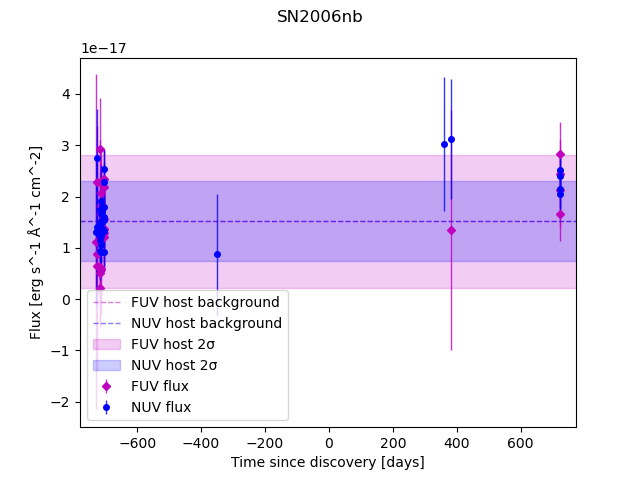 SN2006nb
1e−17
4
3
2
1
0
−1
−2
Flux [erg s^-1 Å^-1 cm^-2]
FUV host background
NUV host background
FUV host 2σ
NUV host 2σ
FUV flux
NUV flux
−600 −400 −200 0 200 400 600
Time since discovery [days]